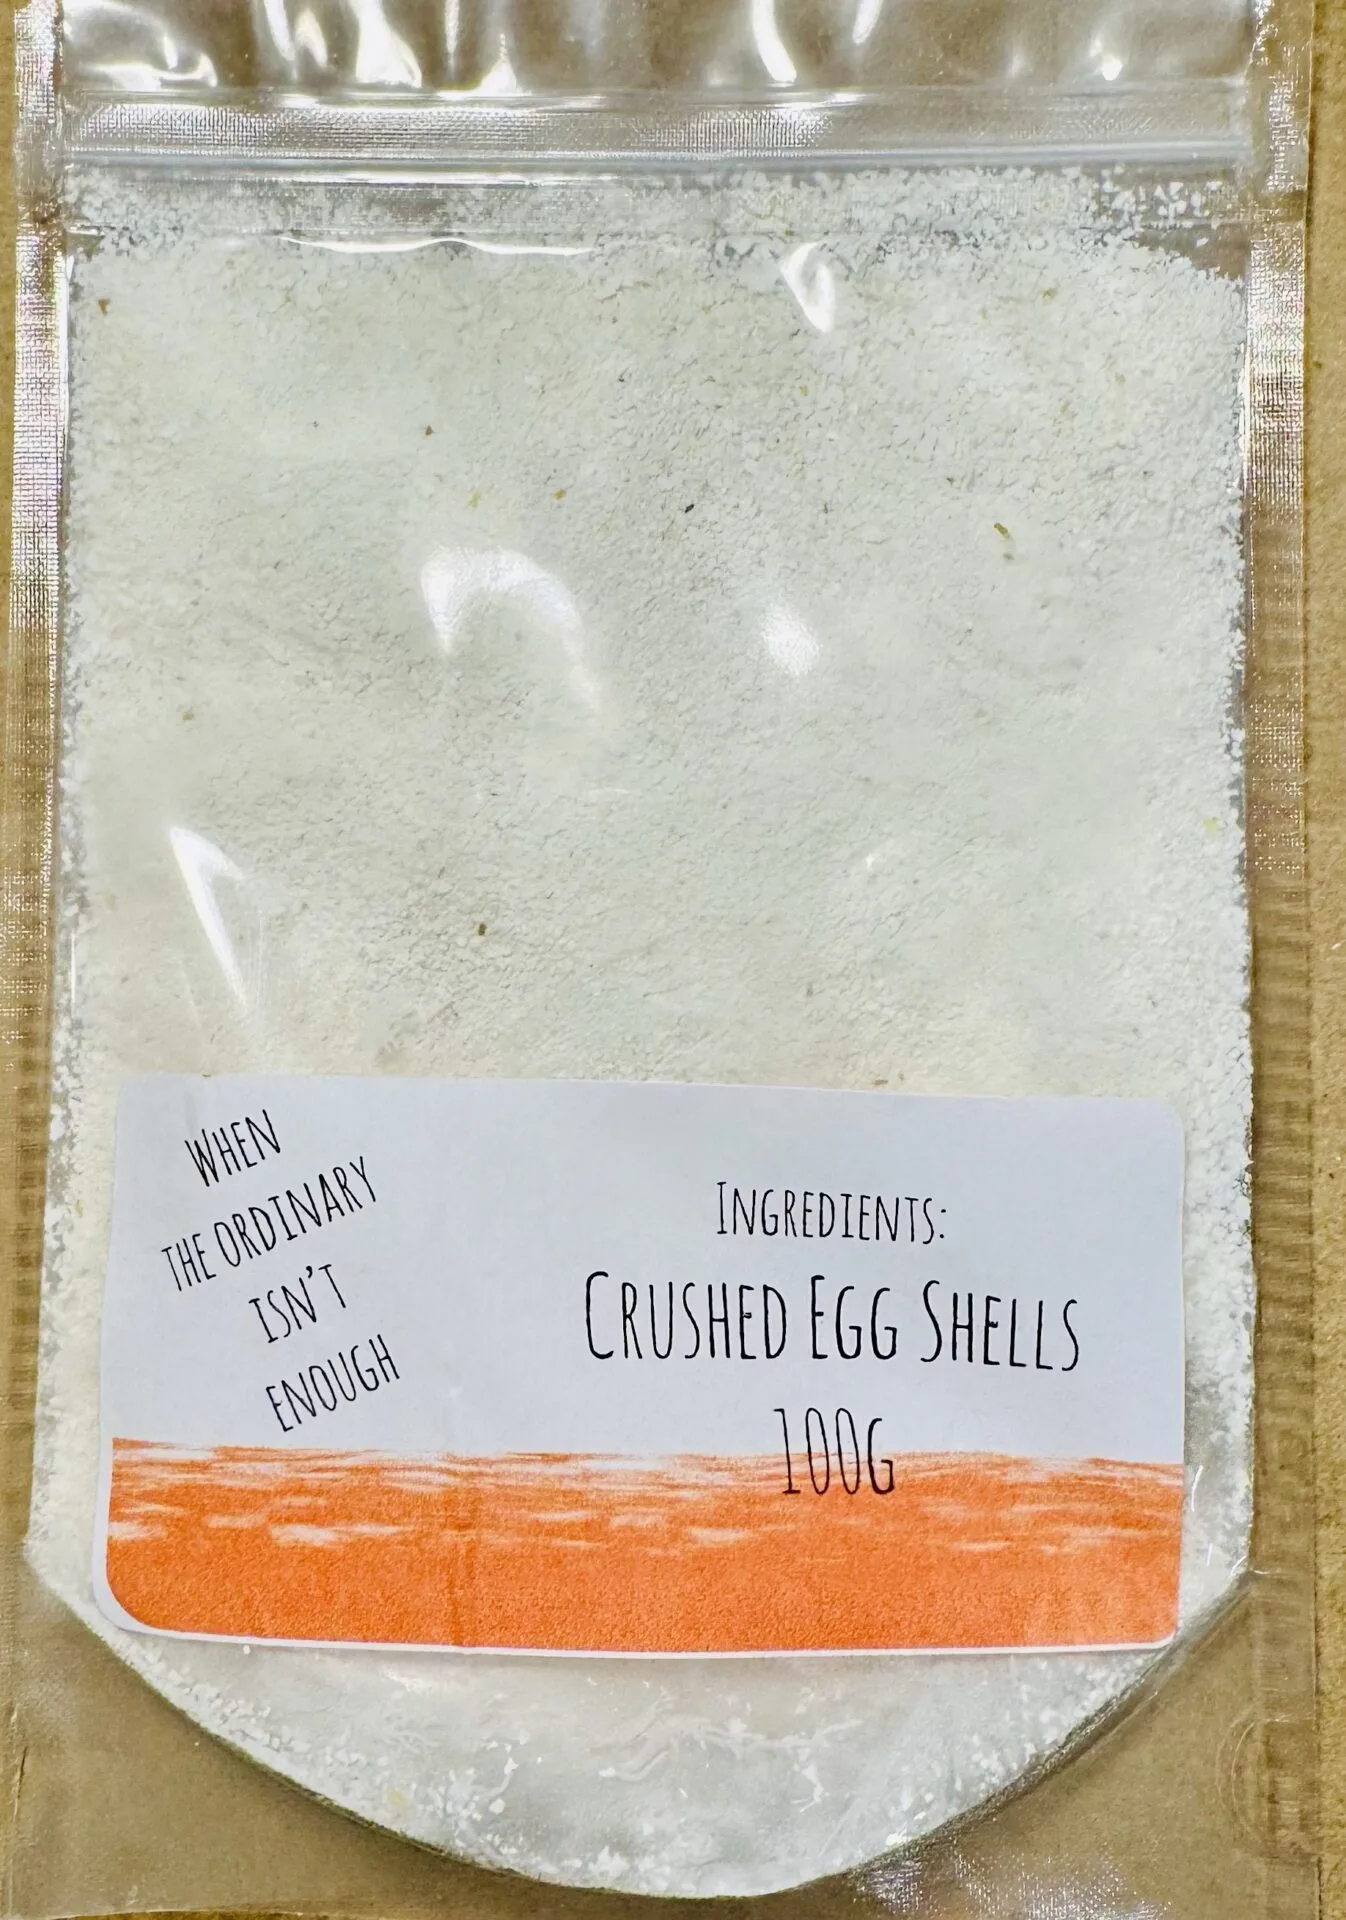 When
the ordinary
isn't
enough
Ingredients:
Crushed Egg Shells
100g